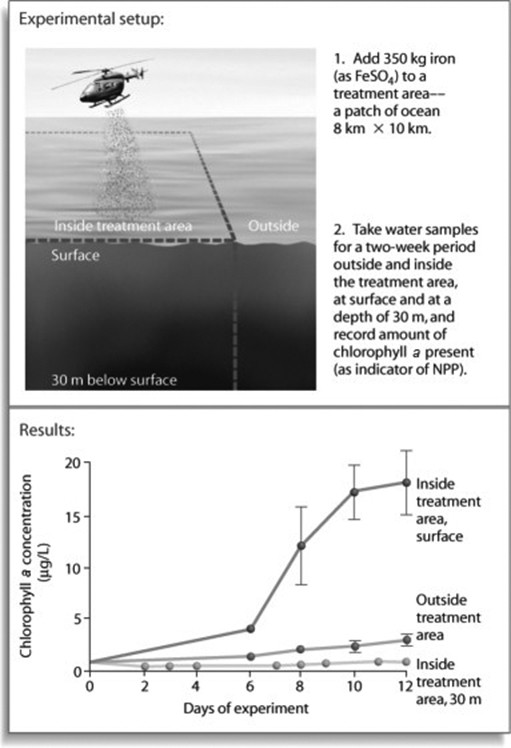 Experimental setup:
1. Add 350 kg iron
(as FeSO₄) to a
treatment area––
a patch of ocean
8 km × 10 km.
Inside treatment area
Outside
Surface
30 m below surface
2. Take water samples
for a two-week period
outside and inside
the treatment area,
at surface and at a
depth of 30 m, and
record amount of
chlorophyll a present
(as indicator of NPP).
Results:
Chlorophyll a concentration
(µg/L)
20
15
10
5
0
0
2
4
6
8
10
12
Days of experiment
Inside
treatment
area,
surface
Outside
treatment
area
Inside
treatment
area, 30 m